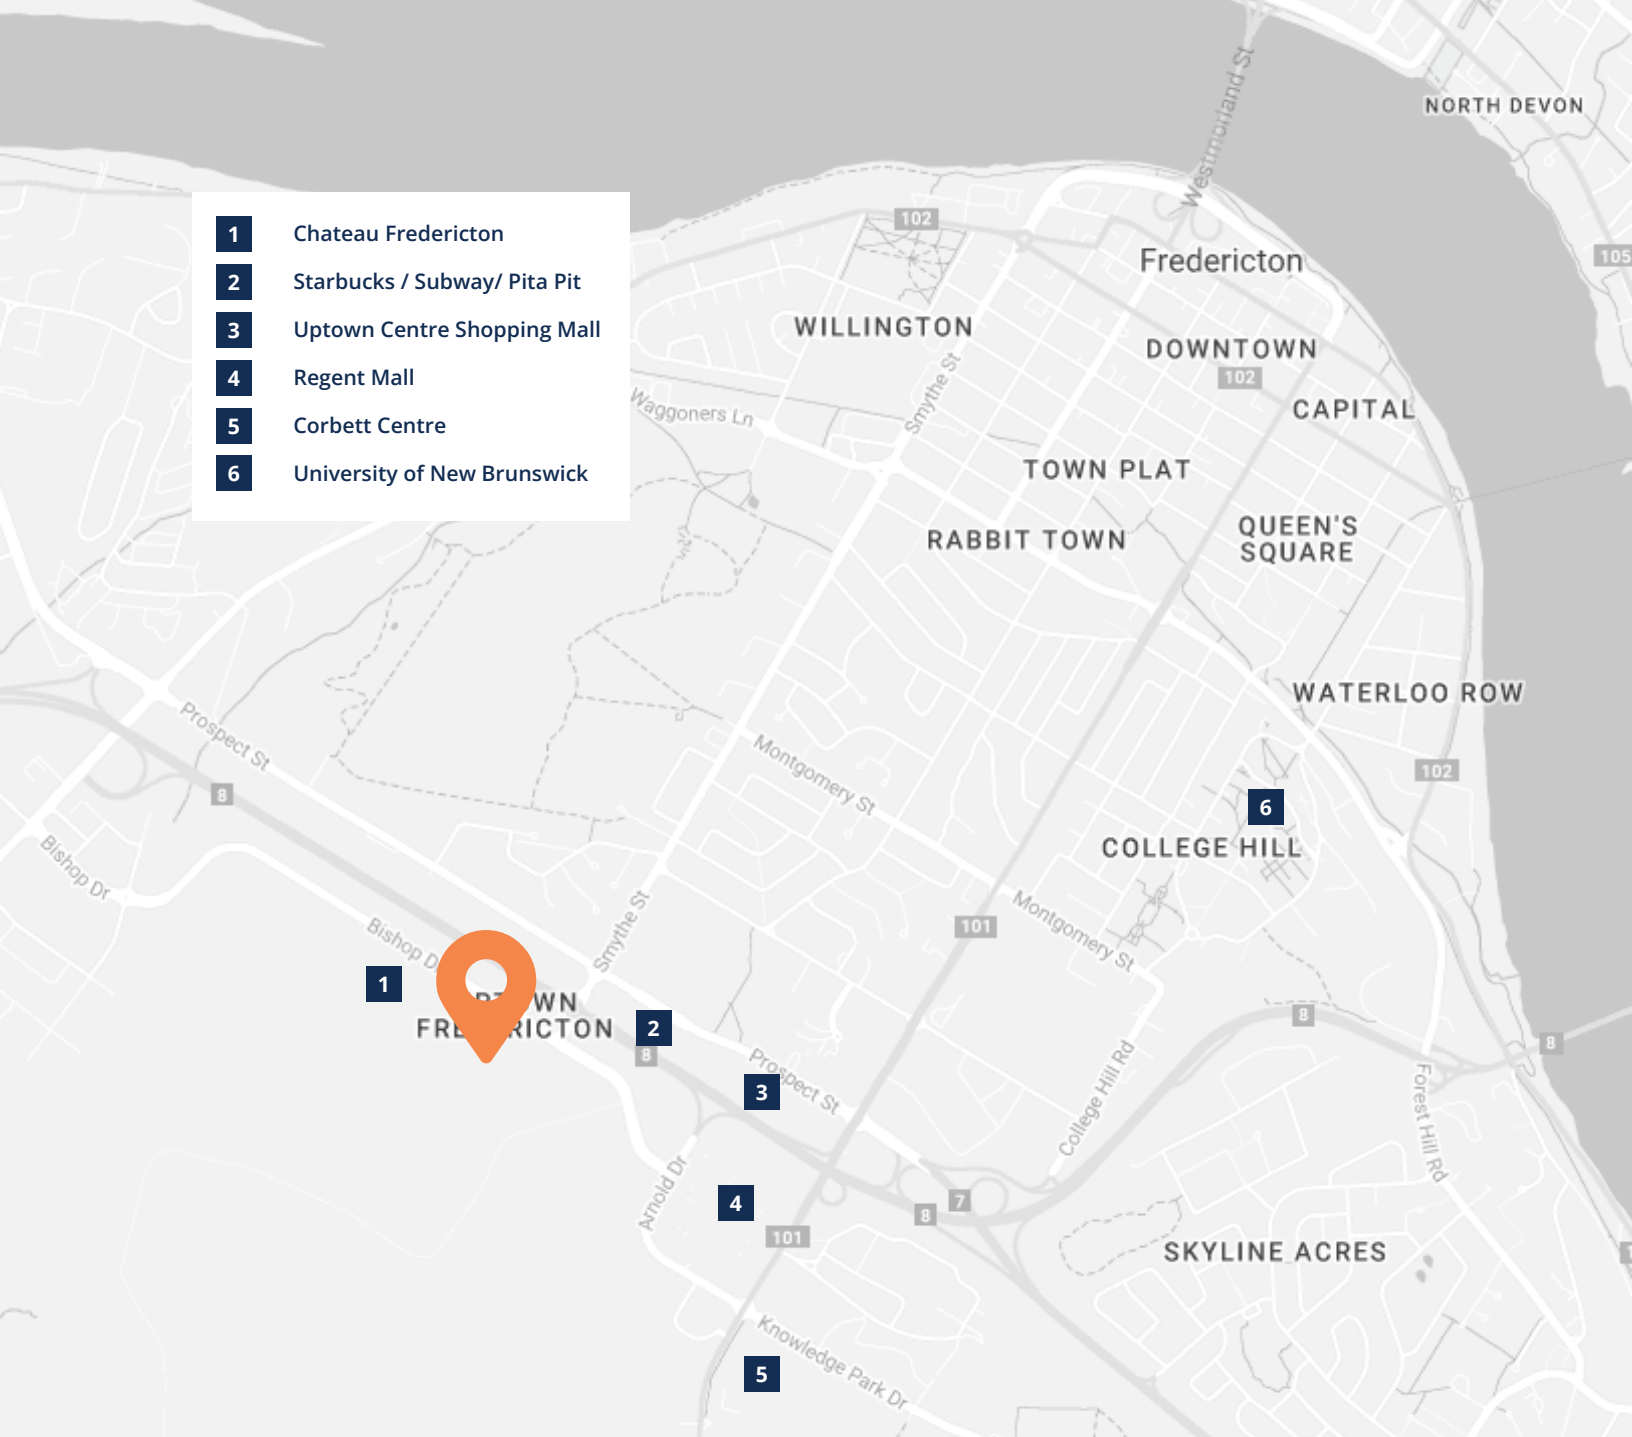 Westmorland St
NORTH DEVON
102
105
Fredericton
1 Chateau Fredericton
2 Starbucks / Subway/ Pita Pit
3 Uptown Centre Shopping Mall
4 Regent Mall
5 Corbett Centre
6 University of New Brunswick
WILLINGTON
DOWNTOWN
102
Smythe St
Waggoners Ln
CAPITAL
TOWN PLAT
RABBIT TOWN
QUEEN'S
SQUARE
WATERLOO ROW
Prospect St
Montgomery St
102
8
6
COLLEGE HILL
Bishop Dr
Smythe St
101
Montgomery St
Bishop
1
FREDERICTON
2
8
8
8
Prospect St
3
College Hill Rd
Forest Hill Rd
Arnold Dr
4
7
8
101
SKYLINE ACRES
Knowledge Park Dr
5